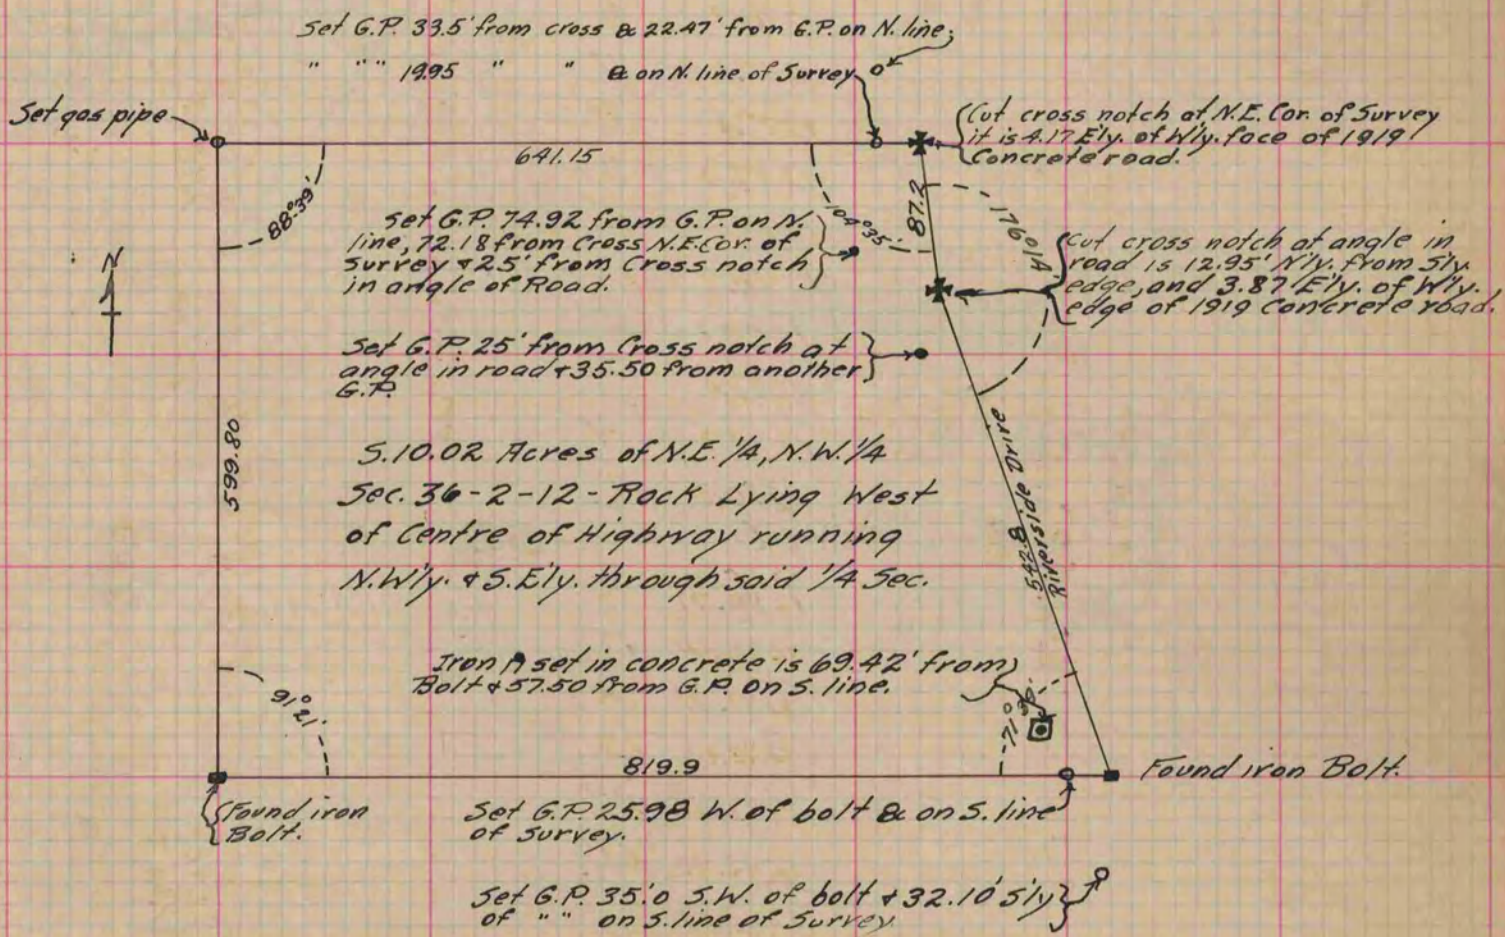 Set G.P. 33.5' from cross & 22.47' from G.P. on N. line;
" " " 19.95 " " & on N. line of Survey
Set gas pipe
Cut cross notch at N.E. Cor. of Survey
it is 4.17 E'ly. of W'ly. face of 1919
Concrete road.
641.15
88°39'
104°35'
87.2
176°01'
N
Set G.P. 74.92 from G.P. on N.
line, 72.18 from Cross N.E. Cor. of
Survey & 25' from Cross notch
in angle of Road.
Cut cross notch at angle in
road is 12.95' N'ly. from S'ly.
edge, and 3.87' E'ly. of W'ly.
edge of 1919 Concrete road.
Set G.P. 25' from Cross notch at
angle in road & 35.50 from another
G.P.
599.80
S. 10.02 Acres of N.E. 1/4, N.W. 1/4
Sec. 36-2-12-Rock Lying West
of Centre of Highway running
N.W'ly. & S.E'ly. through said 1/4 Sec.
542.8
Riverside Drive
Iron set in concrete is 69.42' from
Bolt & 57.50 from G.P. on S. line.
91°21'
71°
819.9
Found iron Bolt.
Found iron
Bolt.
Set G.P. 25.98 W. of bolt & on S. line
of Survey.
Set G.P. 35'.0 S.W. of bolt & 32.10' S'ly
of " " on S. line of Survey